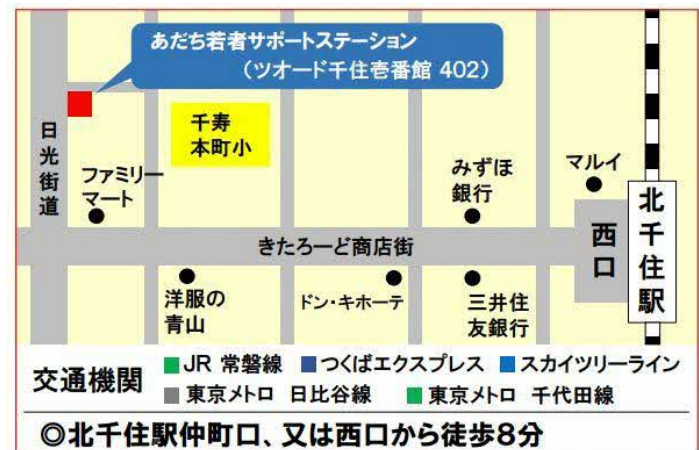 あだち若者サポートステーション
（ツオード千住壱番館 402）
日光街道
千寿
本町小
ファミリー
マート
みずほ
銀行
マルイ
北千住駅
西口
きたろーど商店街
洋服の
青山
ドン・キホーテ
三井住
友銀行
交通機関
JR 常磐線 つくばエクスプレス スカイツリーライン
東京メトロ 日比谷線 東京メトロ 千代田線
◎北千住駅仲町口、又は西口から徒歩8分